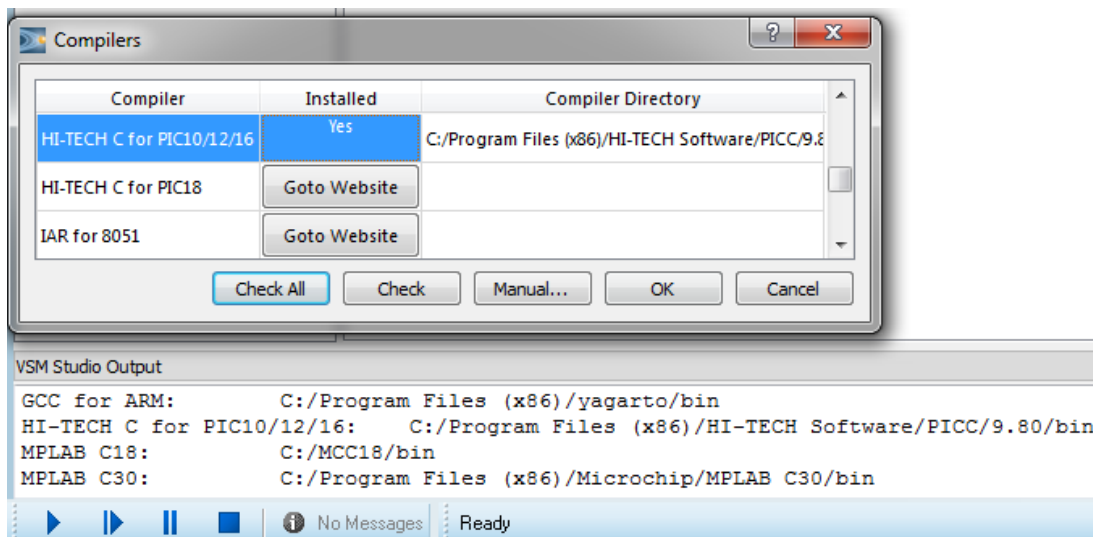 Compilers
Compiler Installed Compiler Directory
HI-TECH C for PIC10/12/16 Yes C:/Program Files (x86)/HI-TECH Software/PICC/9.8
HI-TECH C for PIC18 Goto Website
IAR for 8051 Goto Website
Check All Check Manual... OK Cancel
VSM Studio Output
GCC for ARM: C:/Program Files (x86)/yagarto/bin
HI-TECH C for PIC10/12/16: C:/Program Files (x86)/HI-TECH Software/PICC/9.80/bin
MPLAB C18: C:/MCC18/bin
MPLAB C30: C:/Program Files (x86)/Microchip/MPLAB C30/bin
No Messages Ready